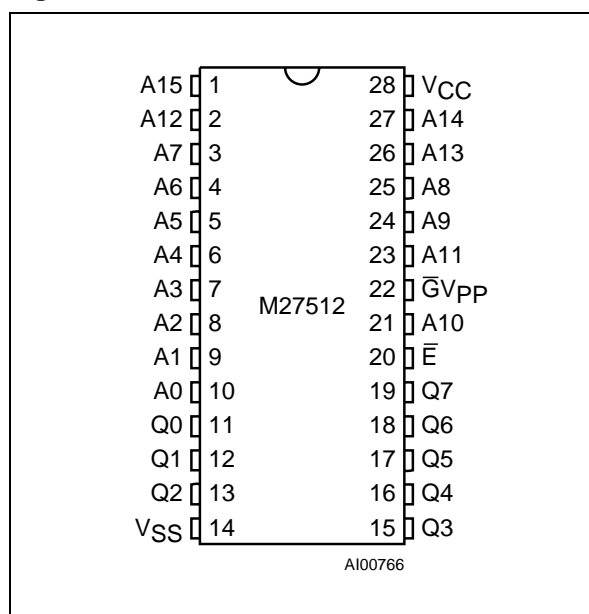 A15 1 28 VCC
A12 2 27 A14
A7 3 26 A13
A6 4 25 A8
A5 5 24 A9
A4 6 23 A11
A3 7 22 G̅VPP
M27512
A2 8 21 A10
A1 9 20 E̅
A0 10 19 Q7
Q0 11 18 Q6
Q1 12 17 Q5
Q2 13 16 Q4
VSS 14 15 Q3
AI00766